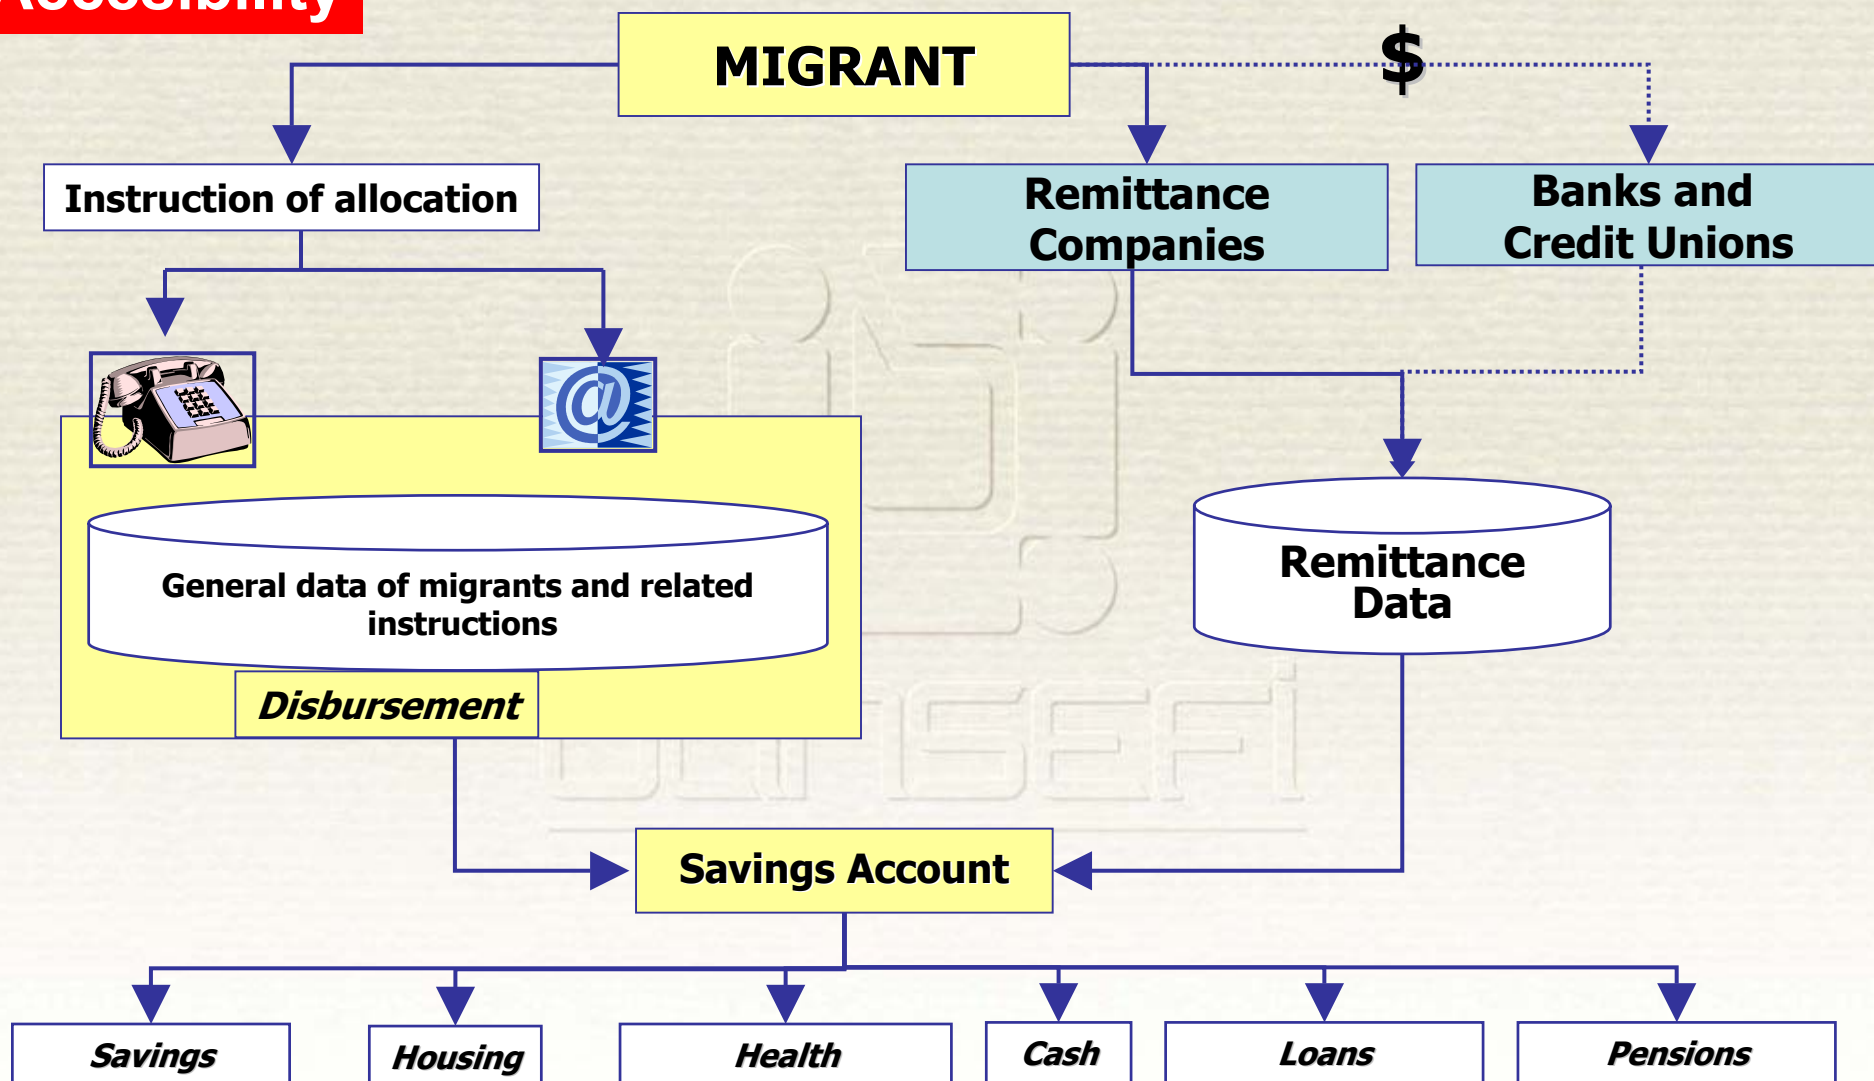 Accesibility
MIGRANT
$
Instruction of allocation
Remittance
Companies
Banks and
Credit Unions
@
General data of migrants and related
instructions
Remittance
Data
Disbursement
Savings Account
Savings
Housing
Health
Cash
Loans
Pensions